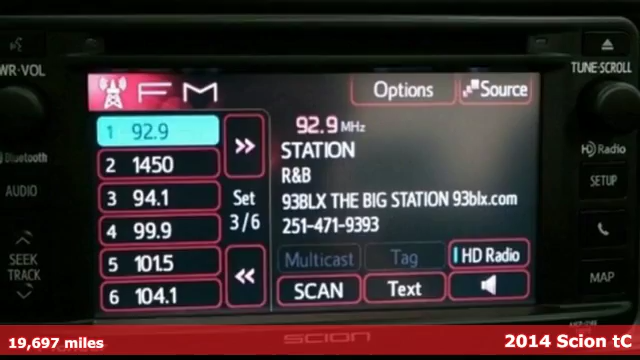 PWR·VOL
TUNE·SCROLL
FM
Options
Source
1 92.9
2 1450
3 94.1
4 99.9
5 101.5
6 104.1
>>
Set
3/6
<<
92.9 MHz
STATION
R&B
93BLX THE BIG STATION 93blx.com
251-471-9393
Multicast
Tag
HD Radio
SCAN
Text
Bluetooth
AUDIO
SEEK
TRACK
HD Radio
SETUP
MAP
SCION
19,697 miles
2014 Scion tC